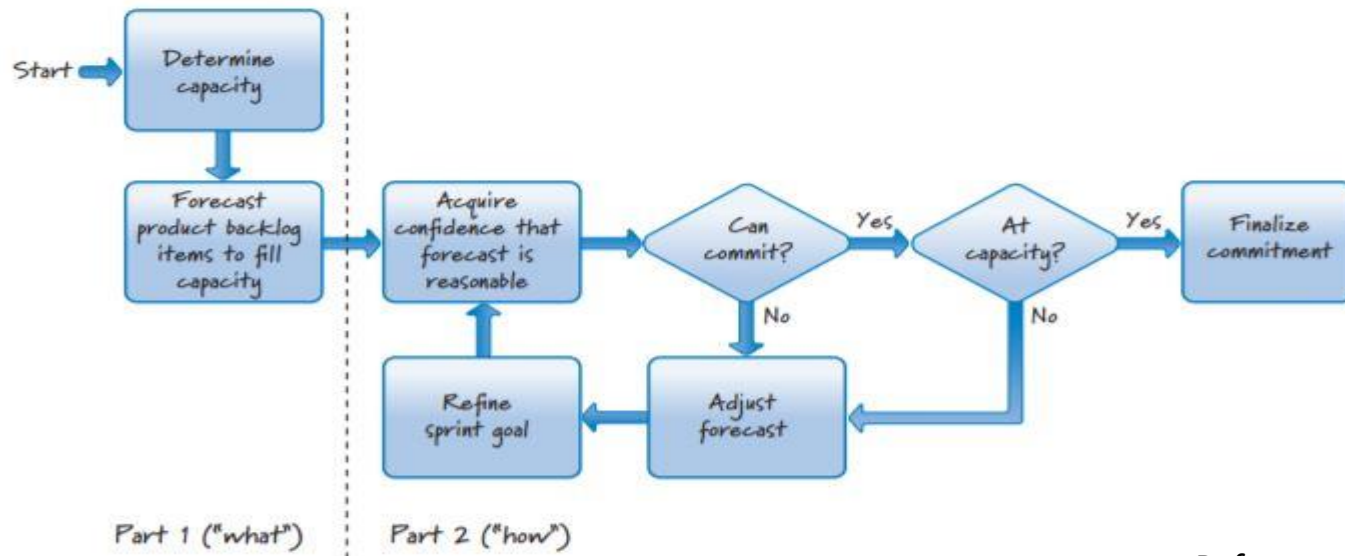 Start
Determine
capacity
Forecast
product backlog
items to fill
capacity
Acquire
confidence that
forecast is
reasonable
Can
commit?
Yes
At
capacity?
Yes
Finalize
commitment
No
No
Refine
sprint goal
Adjust
forecast
Part 1 ("what")
Part 2 ("how")